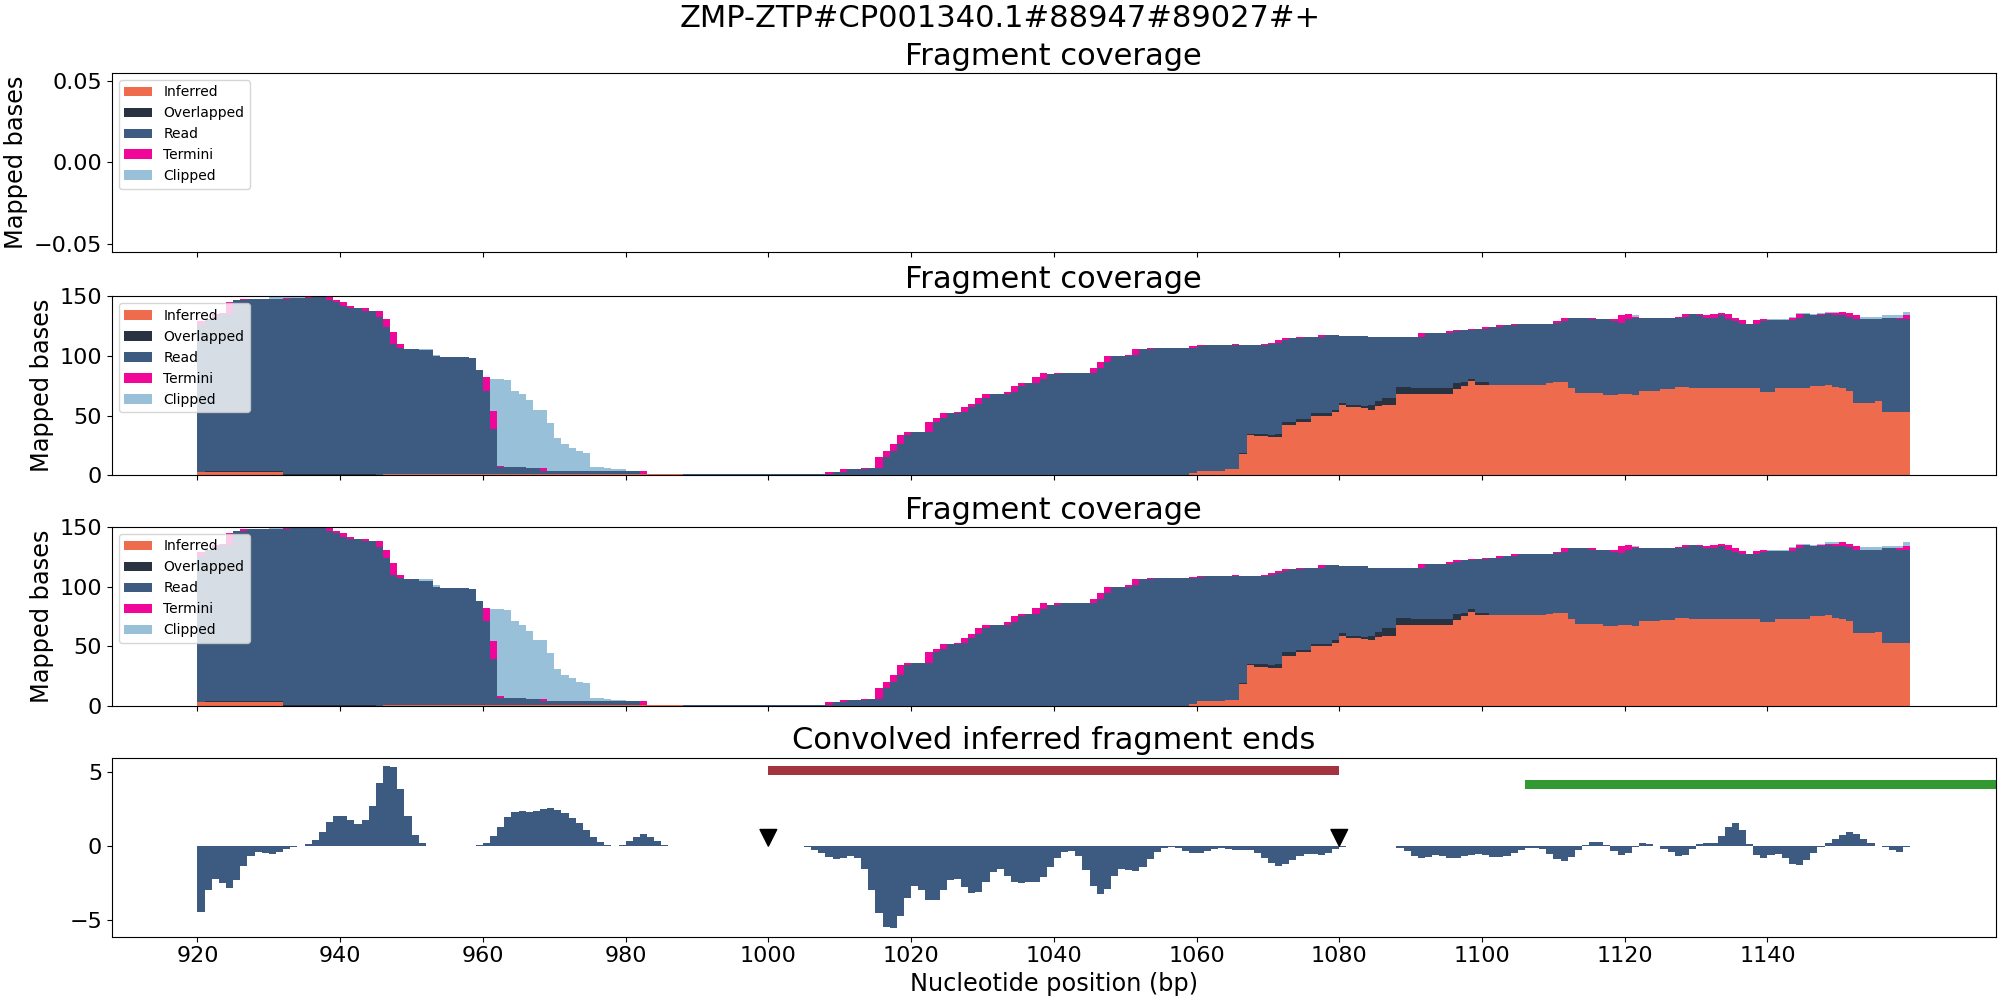 ZMP-ZTP#CP001340.1#88947#89027#+
Fragment coverage
Mapped bases
0.05
0.00
−0.05
Inferred
Overlapped
Read
Termini
Clipped
Fragment coverage
Mapped bases
150
100
50
0
Inferred
Overlapped
Read
Termini
Clipped
Fragment coverage
Mapped bases
150
100
50
0
Inferred
Overlapped
Read
Termini
Clipped
Convolved inferred fragment ends
5
0
−5
920 940 960 980 1000 1020 1040 1060 1080 1100 1120 1140
Nucleotide position (bp)